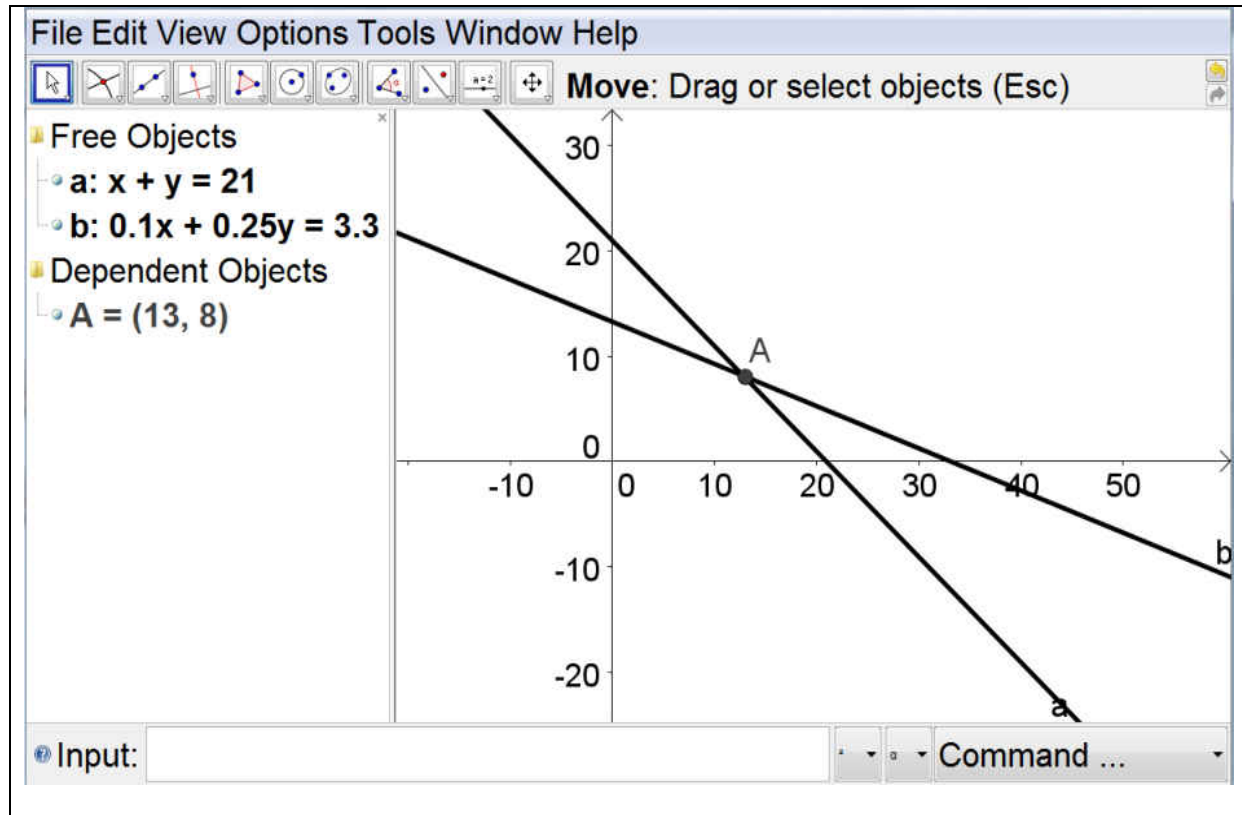 File Edit View Options Tools Window Help
a=2
Move: Drag or select objects (Esc)
Free Objects
a: x + y = 21
b: 0.1x + 0.25y = 3.3
Dependent Objects
A = (13, 8)
30
20
A
10
0
-10 0 10 20 30 40 50
b
-10
-20
a
Input:
Command ...